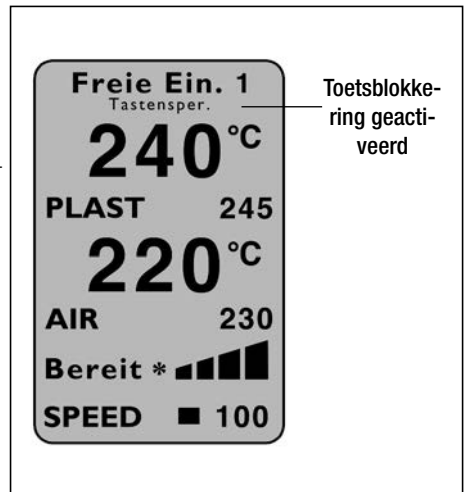 Freie Ein. 1
Tastensper.
240°C
PLAST 245
220°C
AIR 230
Bereit *
SPEED ■ 100
Toetsblokke-
ring geacti-
veerd